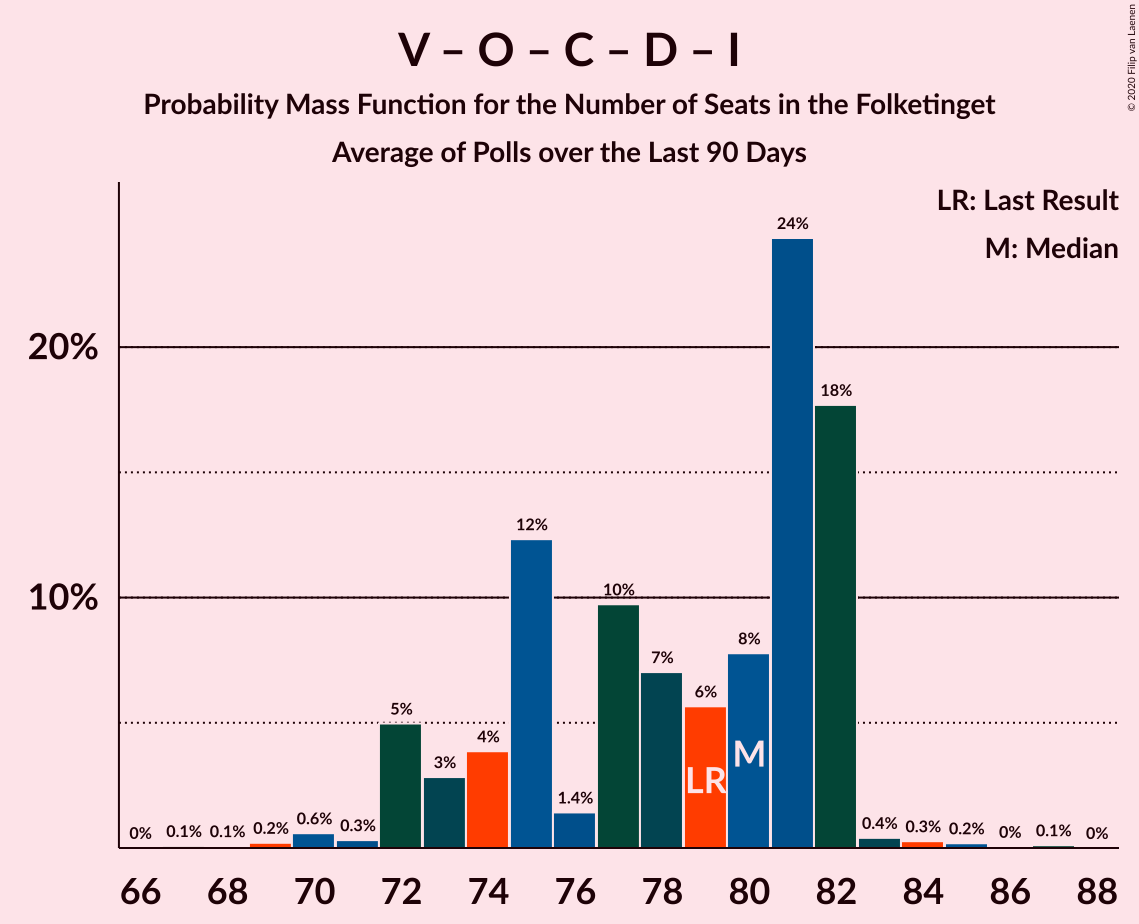 V – O – C – D – I
Probability Mass Function for the Number of Seats in the Folketinget
Average of Polls over the Last 90 Days
© 2020 Filip van Laenen
LR: Last Result
M: Median
20%
10%
0%
0.1%
0.1%
0.2%
0.6%
0.3%
5%
3%
4%
12%
1.4%
10%
7%
6%
8%
24%
18%
0.4%
0.3%
0.2%
0%
0.1%
0%
LR
M
66 68 70 72 74 76 78 80 82 84 86 88